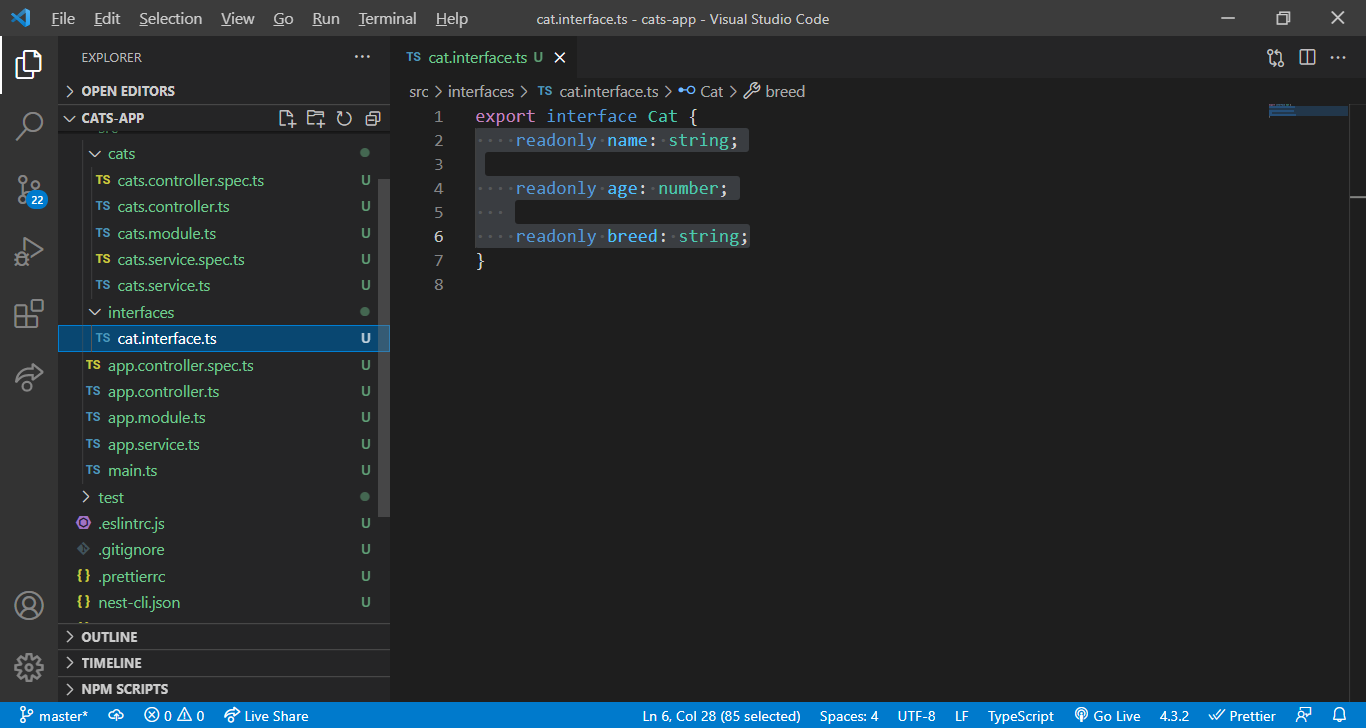 File Edit Selection View Go Run Terminal Help cat.interface.ts - cats-app - Visual Studio Code
EXPLORER
OPEN EDITORS
CATS-APP
cats
TS cats.controller.spec.ts U
TS cats.controller.ts U
TS cats.module.ts U
TS cats.service.spec.ts U
TS cats.service.ts U
interfaces
TS cat.interface.ts U
TS app.controller.spec.ts U
TS app.controller.ts U
TS app.module.ts U
TS app.service.ts U
TS main.ts U
test
.eslintrc.js U
.gitignore U
{} .prettierrc U
{} nest-cli.json U
OUTLINE
TIMELINE
NPM SCRIPTS
22
TS cat.interface.ts U
src > interfaces > TS cat.interface.ts > Cat > breed
1 export interface Cat {
2 readonly name: string;
3
4 readonly age: number;
5
6 readonly breed: string;
7 }
8
master* 0 0 Live Share Ln 6, Col 28 (85 selected) Spaces: 4 UTF-8 LF TypeScript Go Live 4.3.2 Prettier